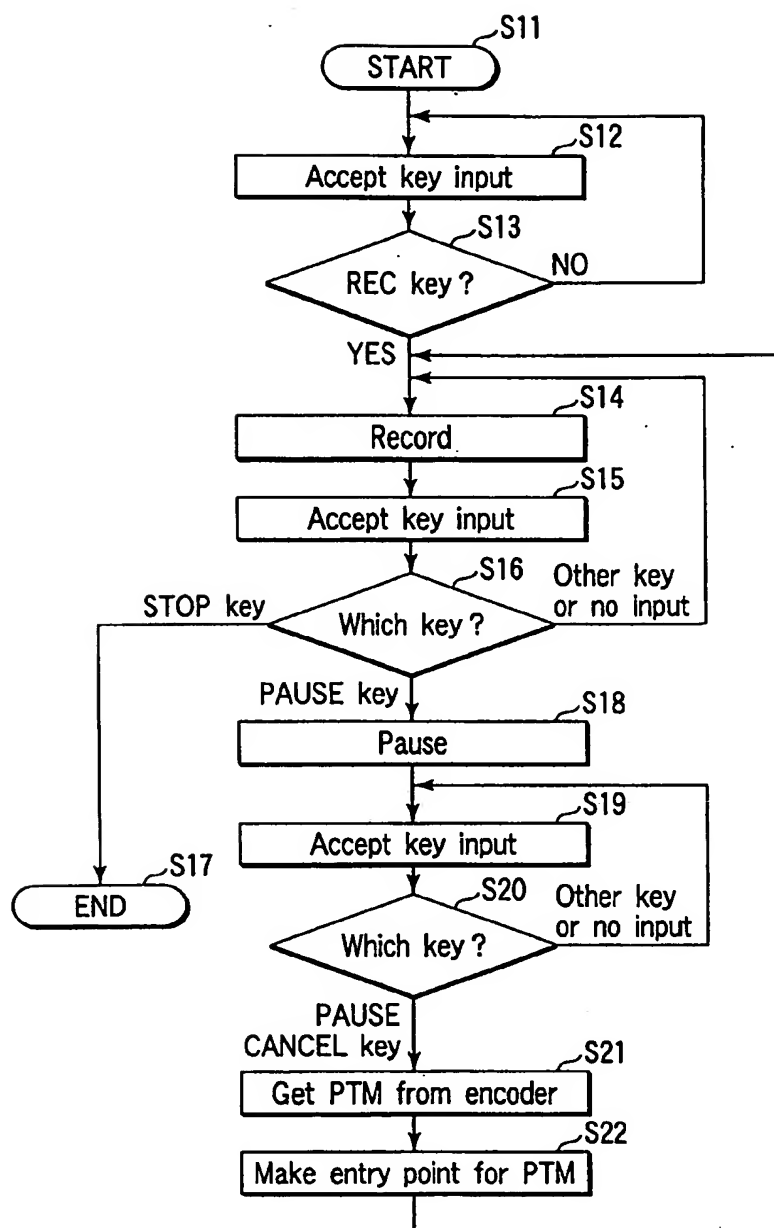 S11
START
S12
Accept key input
S13
REC key?
NO
YES
S14
Record
S15
Accept key input
S16
Other key
or no input
STOP key
Which key?
PAUSE key
S18
Pause
S19
Accept key input
S17
END
S20
Other key
or no input
Which key?
PAUSE
CANCEL key
S21
Get PTM from encoder
S22
Make entry point for PTM